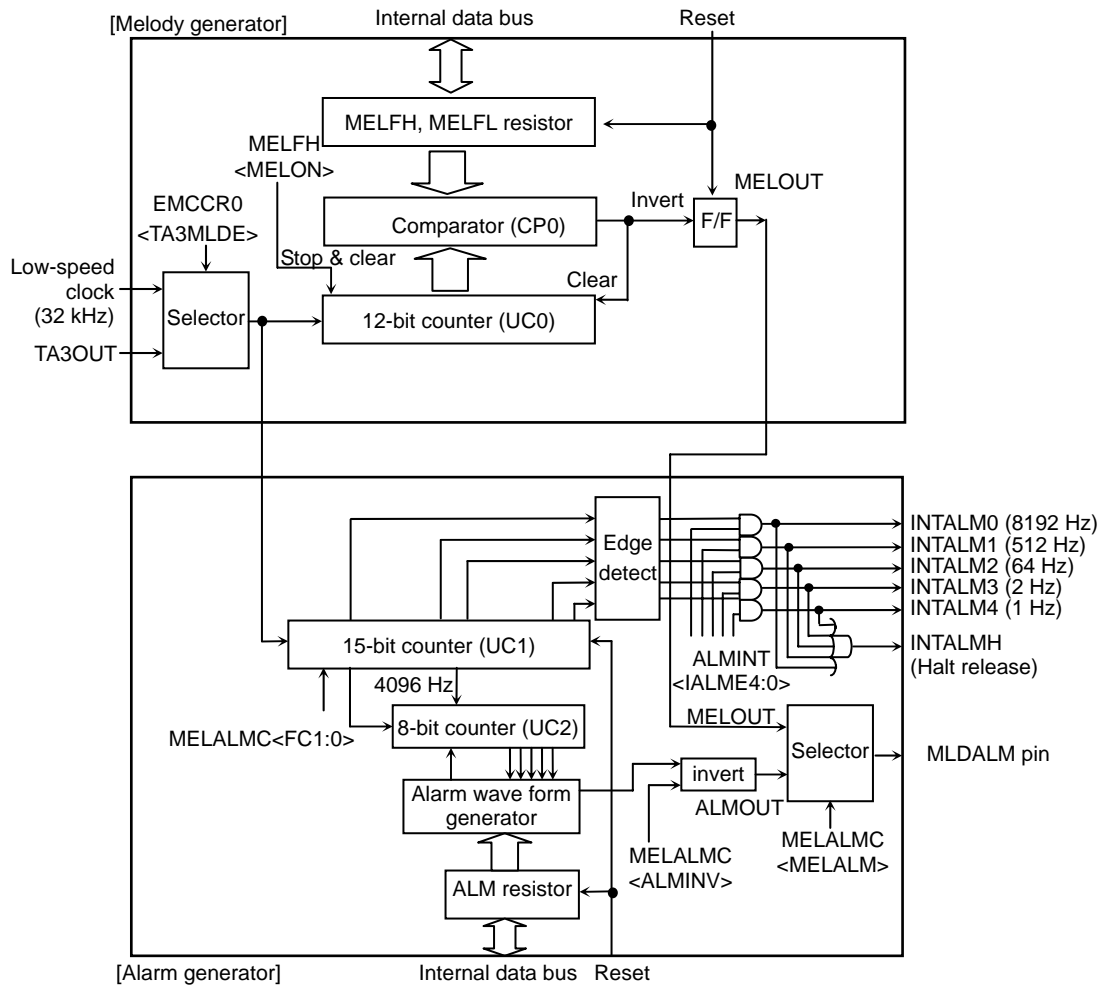 [Melody generator]
Internal data bus
Reset
MELFH, MELFL resistor
MELFH
<MELON>
MELOUT
EMCCR0
<TA3MLDE>
Comparator (CP0)
Invert
F/F
Stop & clear
Clear
Low-speed
clock
(32 kHz)
Selector
12-bit counter (UC0)
TA3OUT
Edge
detect
INTALM0 (8192 Hz)
INTALM1 (512 Hz)
INTALM2 (64 Hz)
INTALM3 (2 Hz)
INTALM4 (1 Hz)
15-bit counter (UC1)
ALMINT
<IALME4:0>
INTALMH
(Halt release)
4096 Hz
MELALMC<FC1:0>
8-bit counter (UC2)
MELOUT
Selector
MLDALM pin
Alarm wave form
generator
invert
ALMOUT
MELALMC
<ALMINV>
MELALMC
<MELALM>
ALM resistor
[Alarm generator]
Internal data bus
Reset